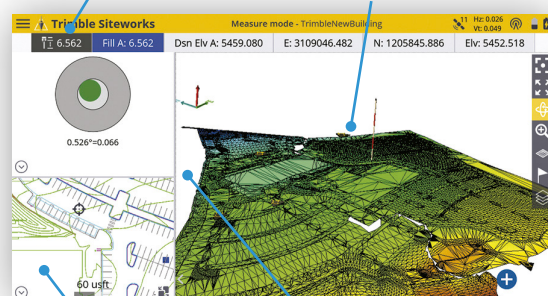 Trimble Siteworks
Measure mode - TrimbleNewBuilding
11 Hz: 0.026
Vt: 0.049
6.562 Fill A: 6.562 Dsn Elv A: 5459.080 E: 3109046.482 N: 1205845.886 Elv: 5452.518
0.526°=0.066
60 usft